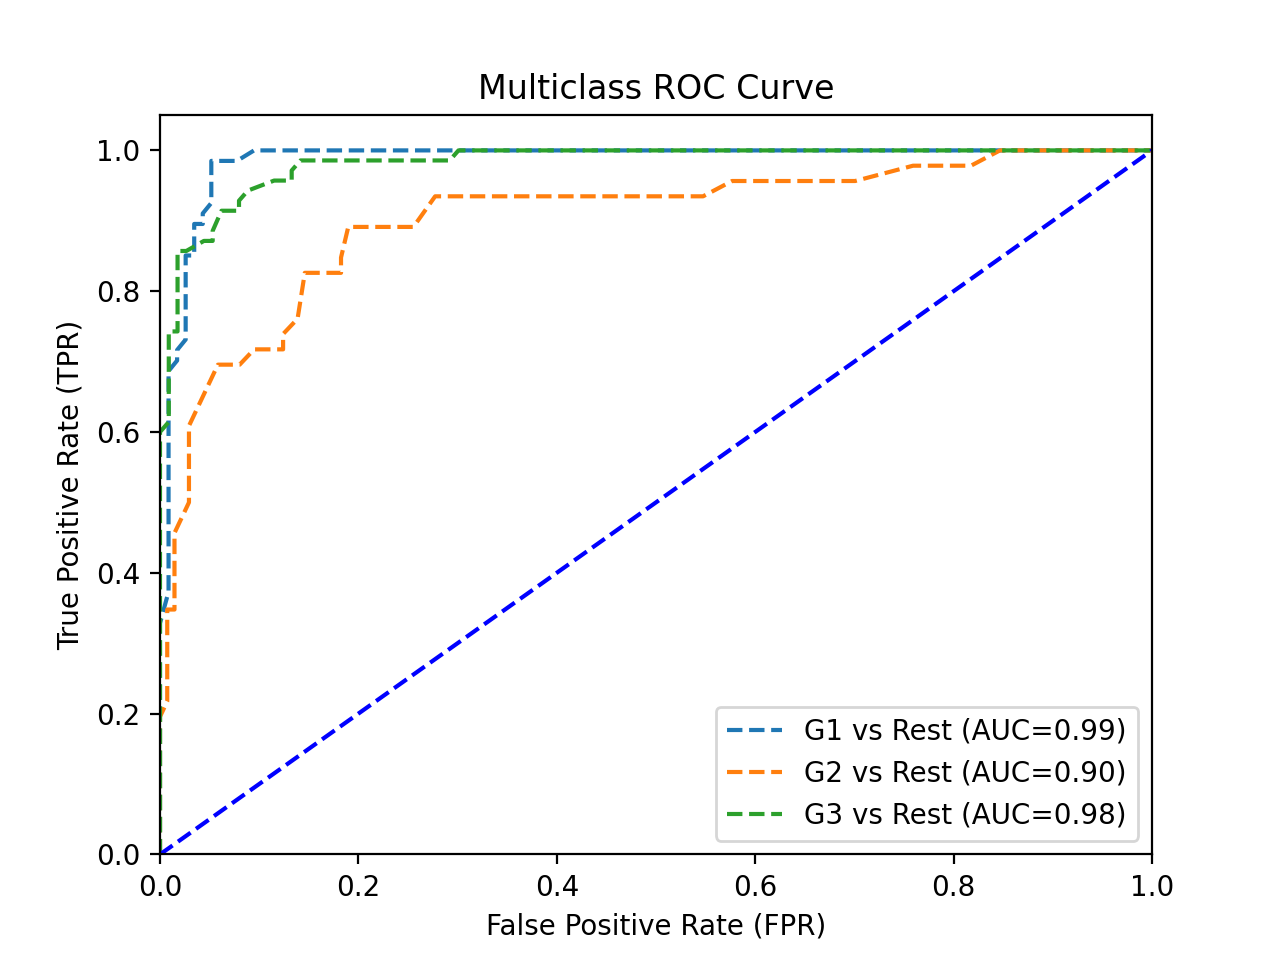 Multiclass ROC Curve
1.0
0.8
0.6
0.4
0.2
0.0
True Positive Rate (TPR)
G1 vs Rest (AUC=0.99)
G2 vs Rest (AUC=0.90)
G3 vs Rest (AUC=0.98)
0.0 0.2 0.4 0.6 0.8 1.0
False Positive Rate (FPR)